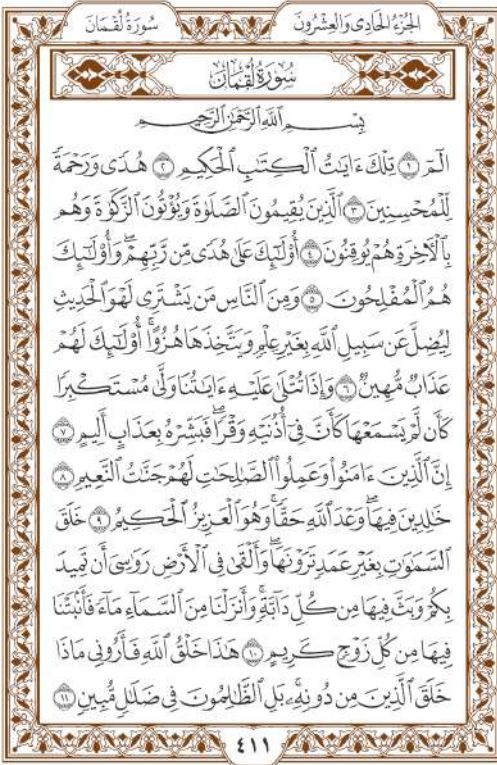 الجُزْءُ الحَادِى وَالعِشْرُونَ
سُورَةُ لُقْمَانَ
سُورَةُ لُقْمَانَ
بِسْمِ ٱللَّهِ ٱلرَّحْمَٰنِ ٱلرَّحِيمِ
الٓمٓ ١ تِلْكَ ءَايَٰتُ ٱلْكِتَٰبِ ٱلْحَكِيمِ ٢ هُدًى وَرَحْمَةً
لِّلْمُحْسِنِينَ ٣ ٱلَّذِينَ يُقِيمُونَ ٱلصَّلَوٰةَ وَيُؤْتُونَ ٱلزَّكَوٰةَ وَهُم
بِٱلْأَخِرَةِ هُمْ يُوقِنُونَ ٤ أُوْلَٰٓئِكَ عَلَىٰ هُدًى مِّن رَّبِّهِمْۖ وَأُوْلَٰٓئِكَ
هُمُ ٱلْمُفْلِحُونَ ٥ وَمِنَ ٱلنَّاسِ مَن يَشْتَرِى لَهْوَ ٱلْحَدِيثِ
لِيُضِلَّ عَن سَبِيلِ ٱللَّهِ بِغَيْرِ عِلْمٍ وَيَتَّخِذَهَا هُزُوًاۚ أُوْلَٰٓئِكَ لَهُمْ
عَذَابٌ مُّهِينٌ ٦ وَإِذَا تُتْلَىٰ عَلَيْهِ ءَايَٰتُنَا وَلَّىٰ مُسْتَكْبِرًا
كَأَن لَّمْ يَسْمَعْهَا كَأَنَّ فِىٓ أُذُنَيْهِ وَقْرًاۖ فَبَشِّرْهُ بِعَذَابٍ أَلِيمٍ ٧
إِنَّ ٱلَّذِينَ ءَامَنُواْ وَعَمِلُواْ ٱلصَّٰلِحَٰتِ لَهُمْ جَنَّٰتُ ٱلنَّعِيمِ ٨
خَٰلِدِينَ فِيهَاۖ وَعْدَ ٱللَّهِ حَقًّاۚ وَهُوَ ٱلْعَزِيزُ ٱلْحَكِيمُ ٩ خَلَقَ
ٱلسَّمَٰوَٰتِ بِغَيْرِ عَمَدٍ تَرَوْنَهَاۖ وَأَلْقَىٰ فِى ٱلْأَرْضِ رَوَٰسِىَ أَن تَمِيدَ
بِكُمْ وَبَثَّ فِيهَا مِن كُلِّ دَآبَّةٍۚ وَأَنزَلْنَا مِنَ ٱلسَّمَآءِ مَآءً فَأَنۢبَتْنَا
فِيهَا مِن كُلِّ زَوْجٍ كَرِيمٍ ١٠ هَٰذَا خَلْقُ ٱللَّهِ فَأَرُونِى مَاذَا
خَلَقَ ٱلَّذِينَ مِن دُونِهِۦۚ بَلِ ٱلظَّٰلِمُونَ فِى ضَلَٰلٍ مُّبِينٍ ١١
٤١١